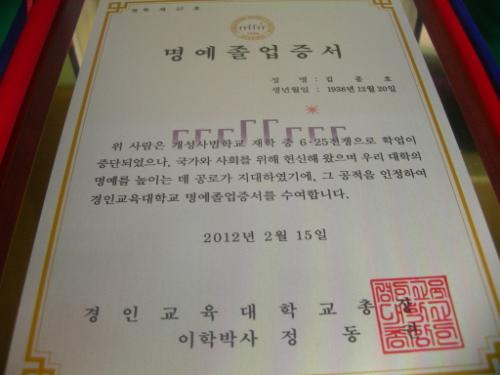 명예졸업증서
성 명 : 김 종 호
생년월일 : 1938년 12월 20일
위 사람은 개성사범학교 재학 중 6·25전쟁으로 학업이
중단되었으나, 국가와 사회를 위해 헌신해 왔으며 우리 대학의
명예를 높이는 데 공로가 지대하였기에, 그 공적을 인정하여
경인교육대학교 명예졸업증서를 수여합니다.
2012년 2월 15일
경 인 교 육 대 학 교 총 장
이학박사 정 동 권